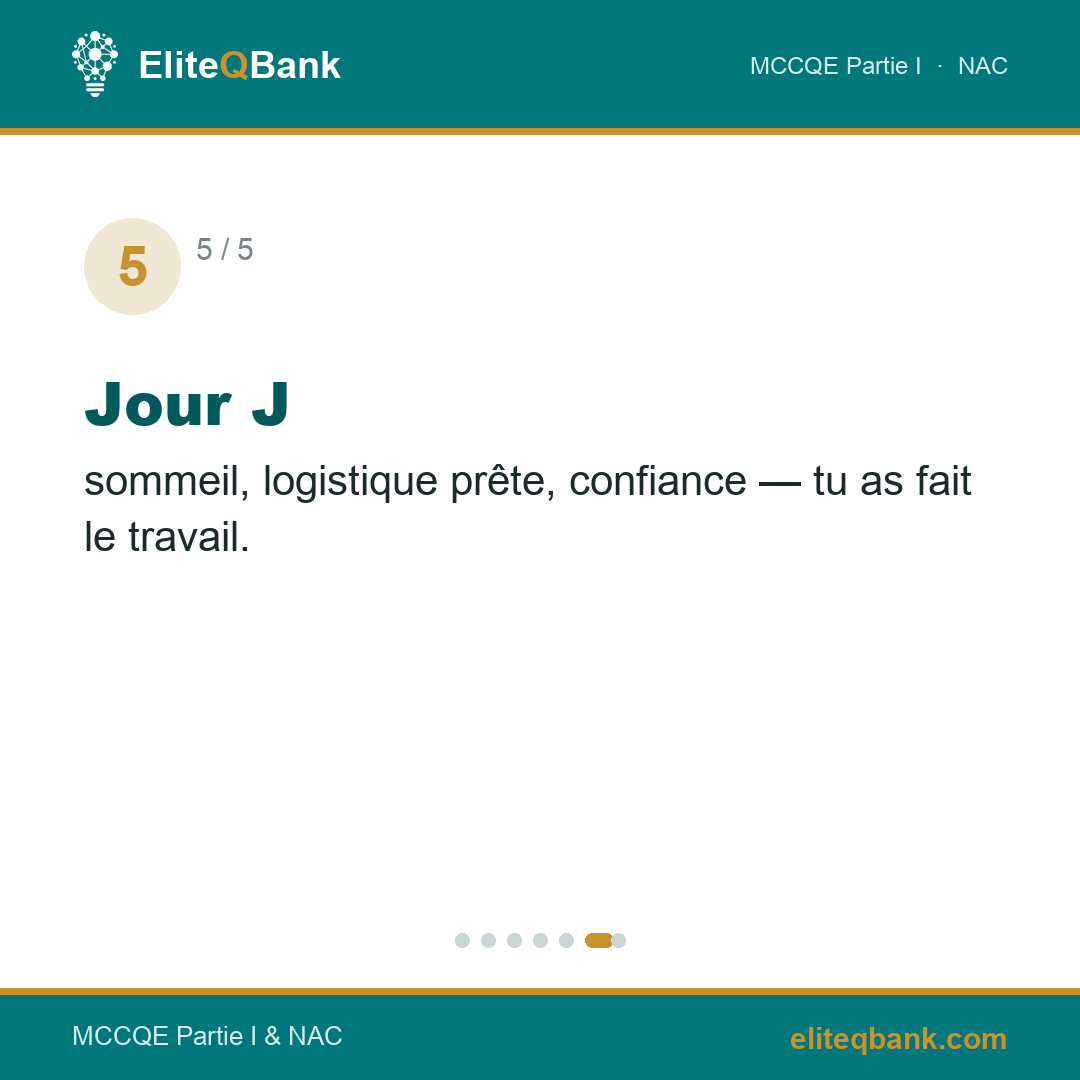 EliteQBank
MCCQE Partie I · NAC
5
5 / 5
Jour J
sommeil, logistique prête, confiance — tu as fait
le travail.
MCCQE Partie I & NAC
eliteqbank.com